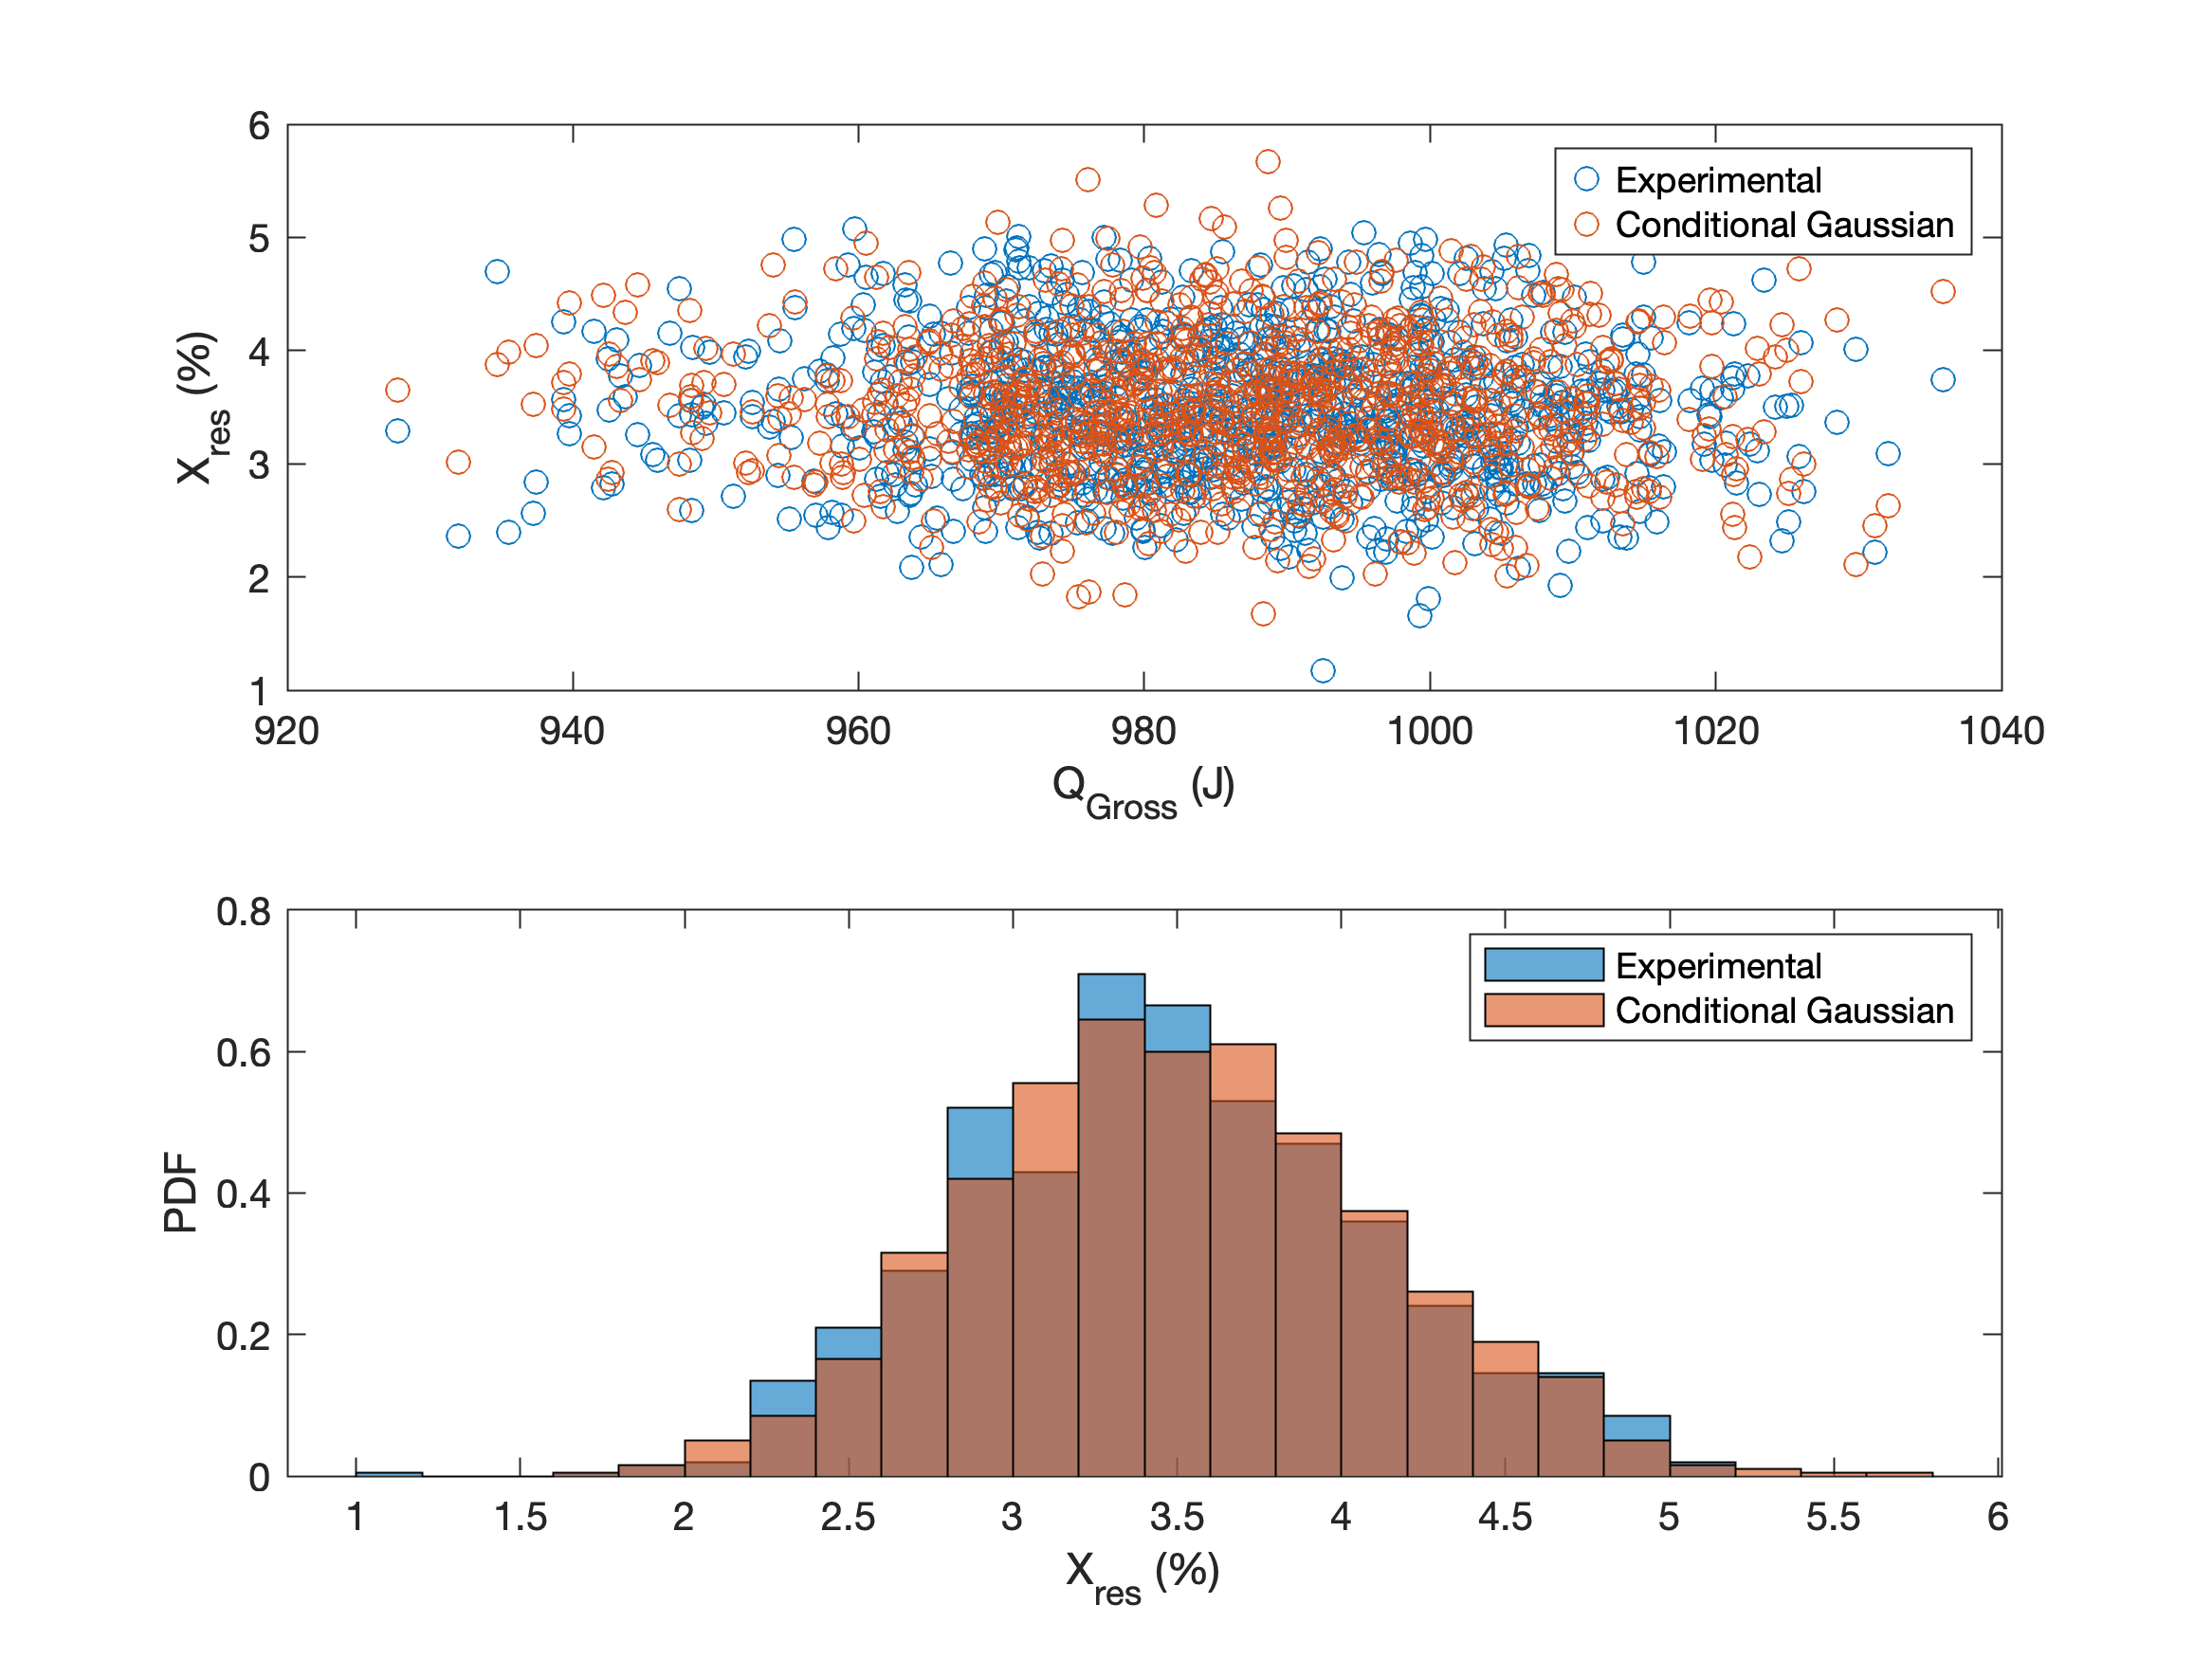 6
5
4
3
2
1
X_res (%)
Experimental
Conditional Gaussian
920 940 960 980 1000 1020 1040
Q_Gross (J)
0.8
0.6
0.4
0.2
0
PDF
Experimental
Conditional Gaussian
1 1.5 2 2.5 3 3.5 4 4.5 5 5.5 6
X_res (%)